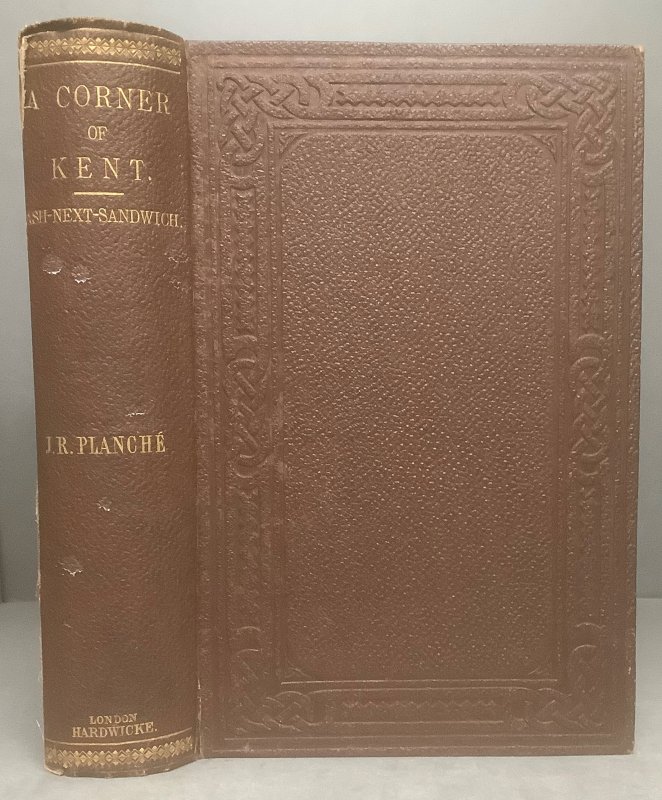 A CORNER
OF
KENT.
ASH-NEXT-SANDWICH.
J.R. PLANCHÉ
LONDON
HARDWICKE.